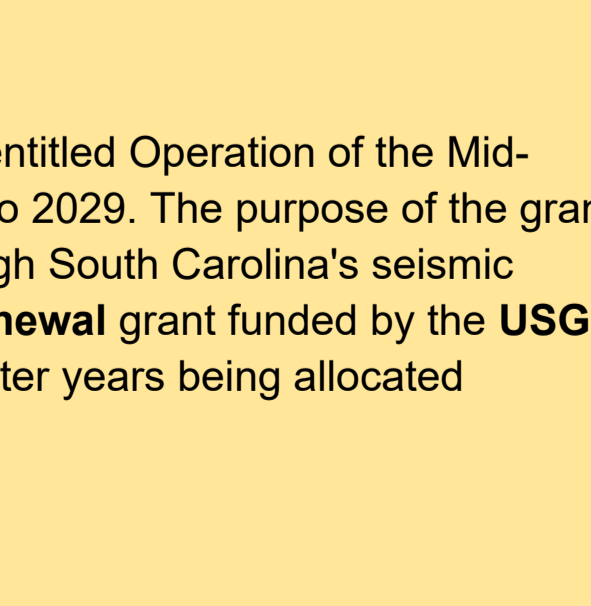 entitled Operation of the Mid-
o 2029. The purpose of the gran
gh South Carolina's seismic
newal grant funded by the USG
ter years being allocated